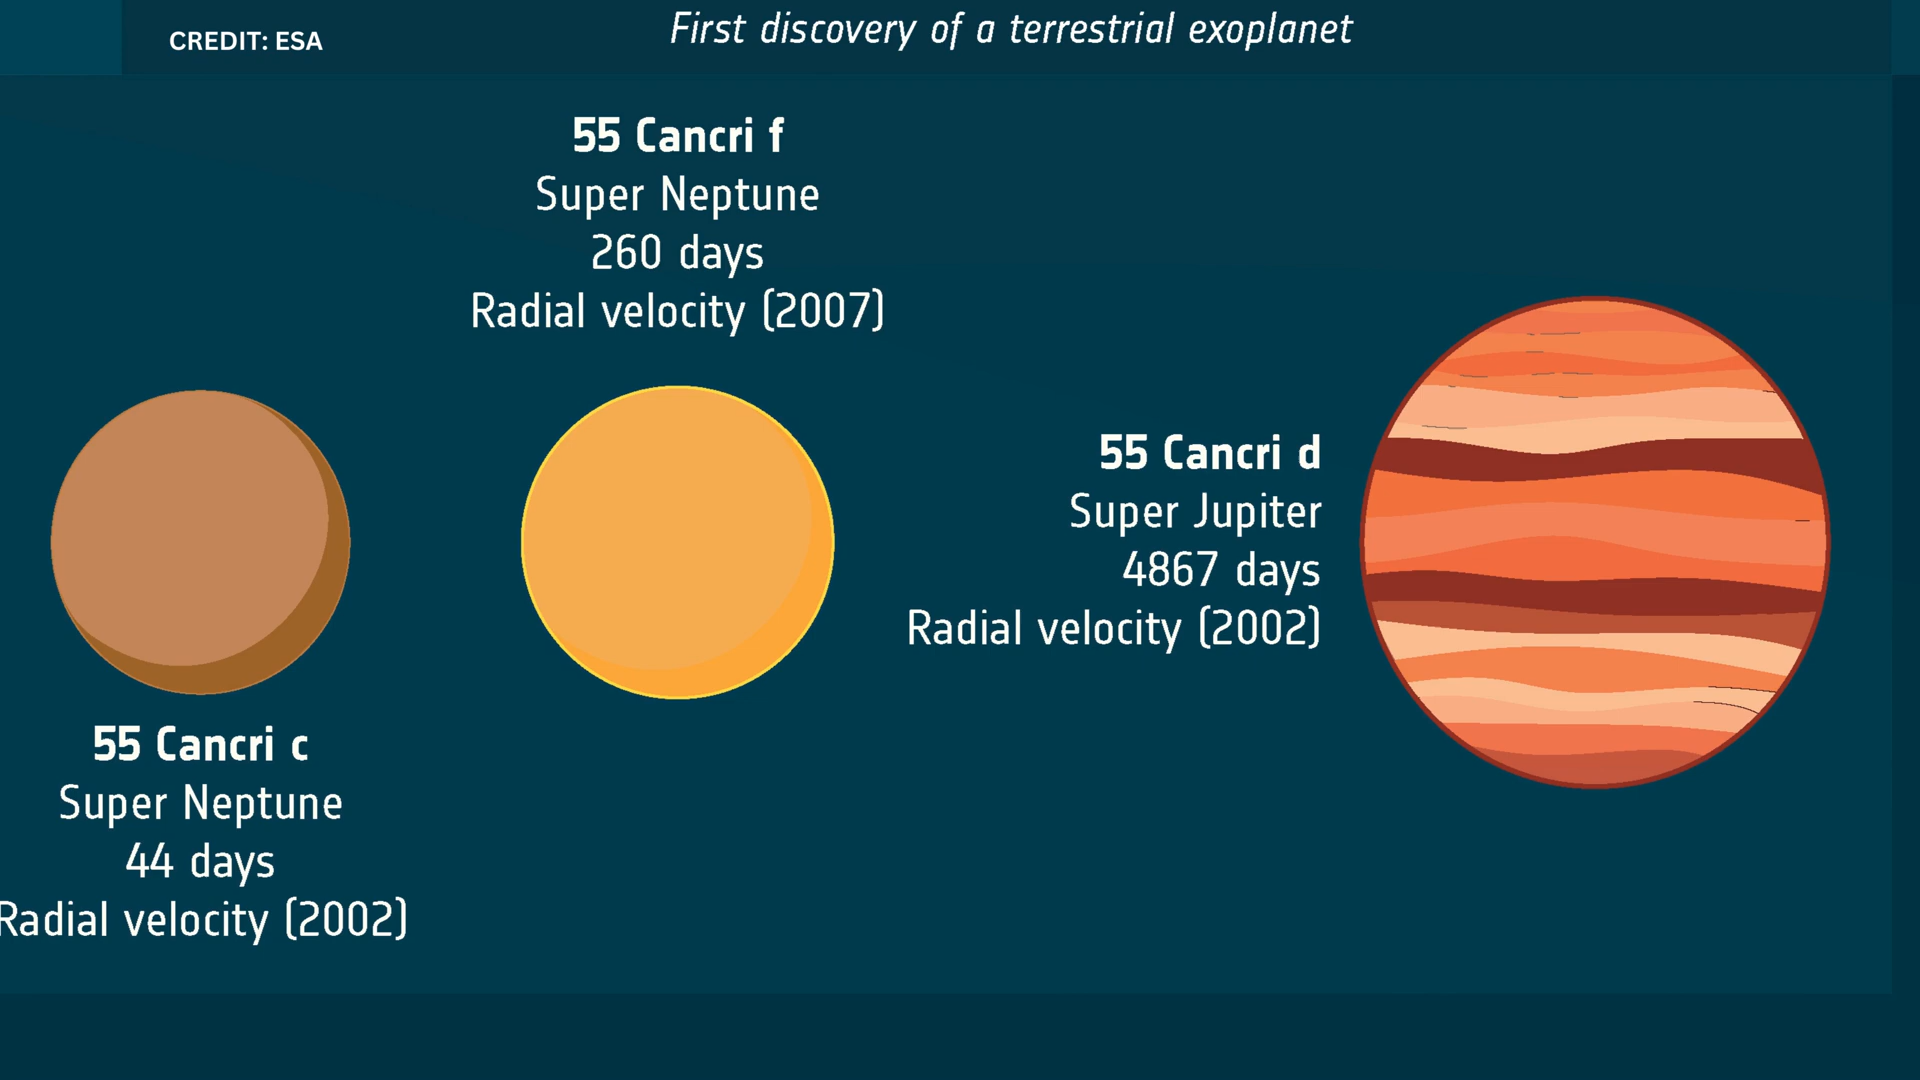 CREDIT: ESA
First discovery of a terrestrial exoplanet
55 Cancri f
Super Neptune
260 days
Radial velocity (2007)
55 Cancri d
Super Jupiter
4867 days
Radial velocity (2002)
55 Cancri c
Super Neptune
44 days
Radial velocity (2002)